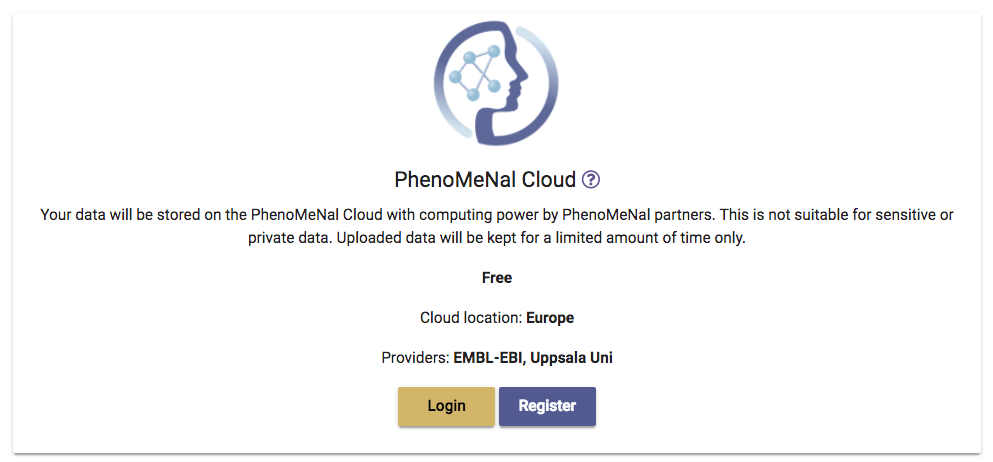 PhenoMeNal Cloud ?
Your data will be stored on the PhenoMeNal Cloud with computing power by PhenoMeNal partners. This is not suitable for sensitive or
private data. Uploaded data will be kept for a limited amount of time only.
Free
Cloud location: Europe
Providers: EMBL-EBI, Uppsala Uni
Login Register